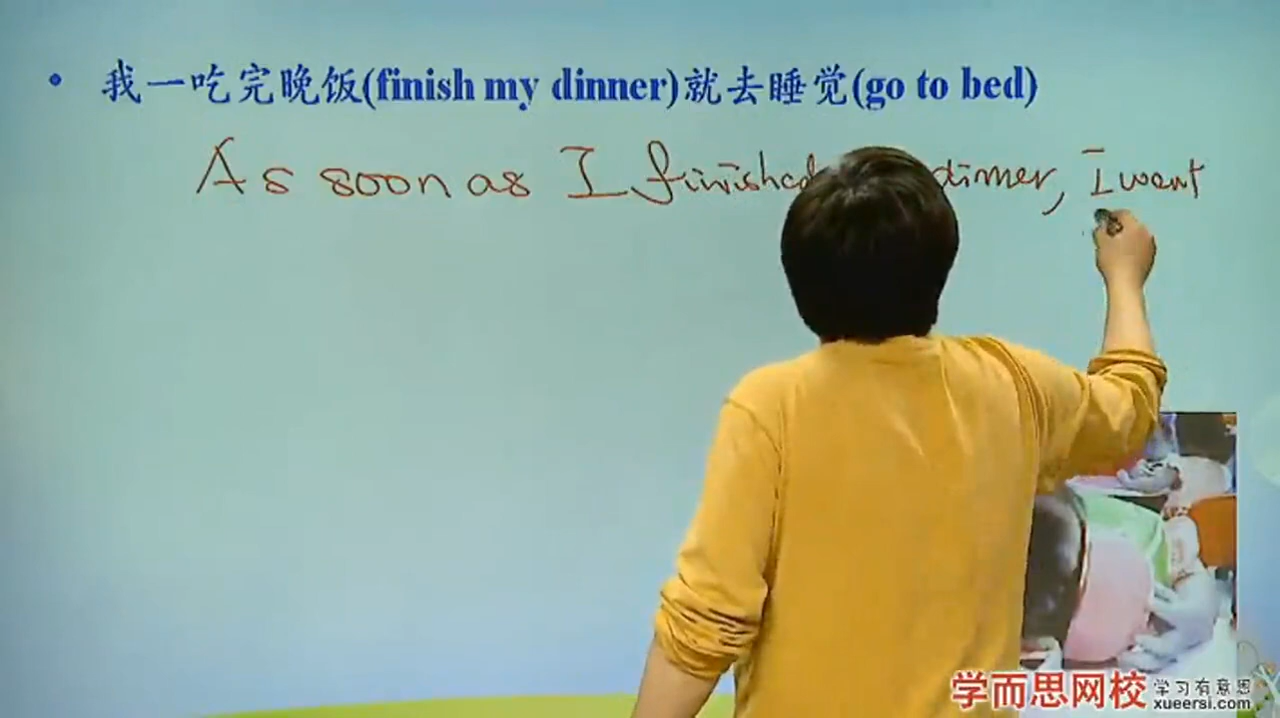 • 我一吃完晚饭(finish my dinner)就去睡觉(go to bed)
As soon as I finished dinner, I went
学而思网校 学习有意思
xueersi.com